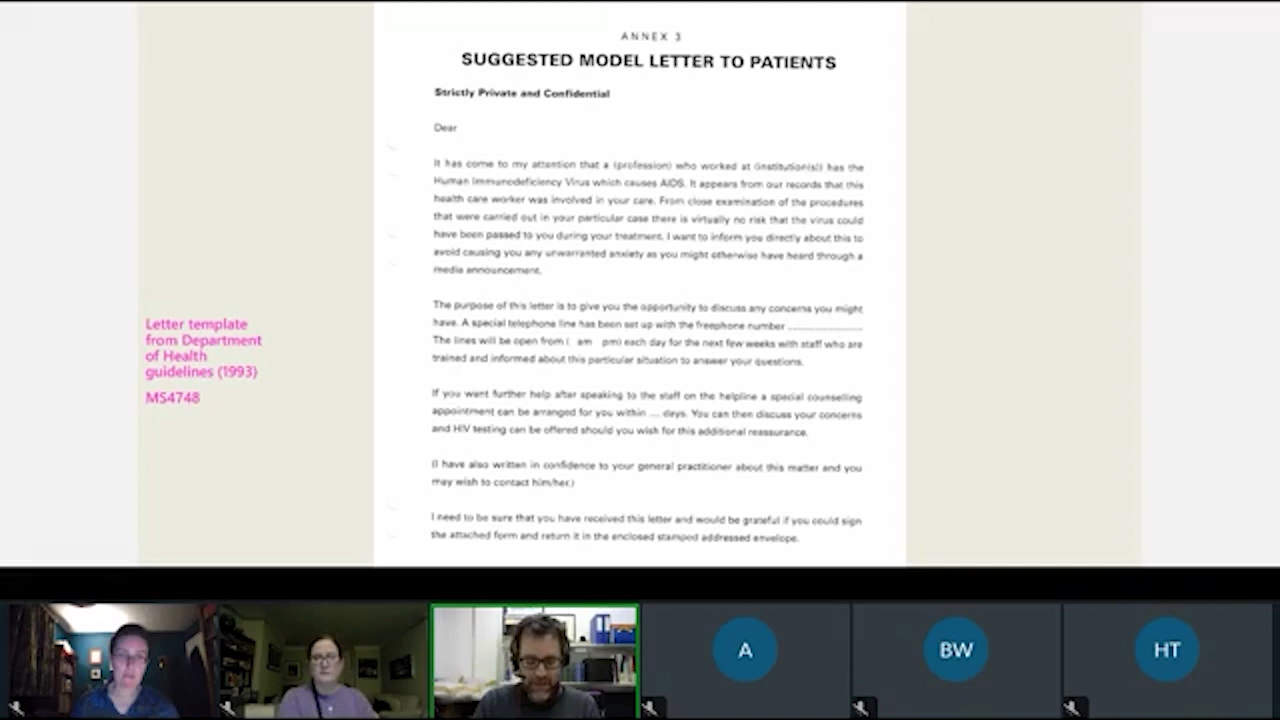 ANNEX 3
SUGGESTED MODEL LETTER TO PATIENTS
Strictly Private and Confidential
Dear
It has come to my attention that a (profession) who worked at (institution(s)) has the
Human Immunodeficiency Virus which causes AIDS. It appears from our records that this
health care worker was involved in your care. From close examination of the procedures
that were carried out in your particular case there is virtually no risk that the virus could
have been passed to you during your treatment. I want to inform you directly about this to
avoid causing you any unwarranted anxiety as you might otherwise have heard through a
media announcement.
The purpose of this letter is to give you the opportunity to discuss any concerns you might
have. A special telephone line has been set up with the freephone number ....................
The lines will be open from ( am pm) each day for the next few weeks with staff who are
trained and informed about this particular situation to answer your questions.
If you want further help after speaking to the staff on the helpline a special counselling
appointment can be arranged for you within .... days. You can then discuss your concerns
and HIV testing can be offered should you wish for this additional reassurance.
(I have also written in confidence to your general practitioner about this matter and you
may wish to contact him/her.)
I need to be sure that you have received this letter and would be grateful if you could sign
the attached form and return it in the enclosed stamped addressed envelope.
Letter template
from Department
of Health
guidelines (1993)
MS4748
A
BW
HT